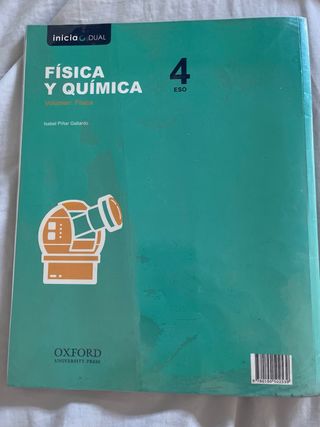 inicia DUAL
FÍSICA
Y QUÍMICA
4
ESO
Volumen: Física
Isabel Piñar Gallardo
OXFORD
UNIVERSITY PRESS